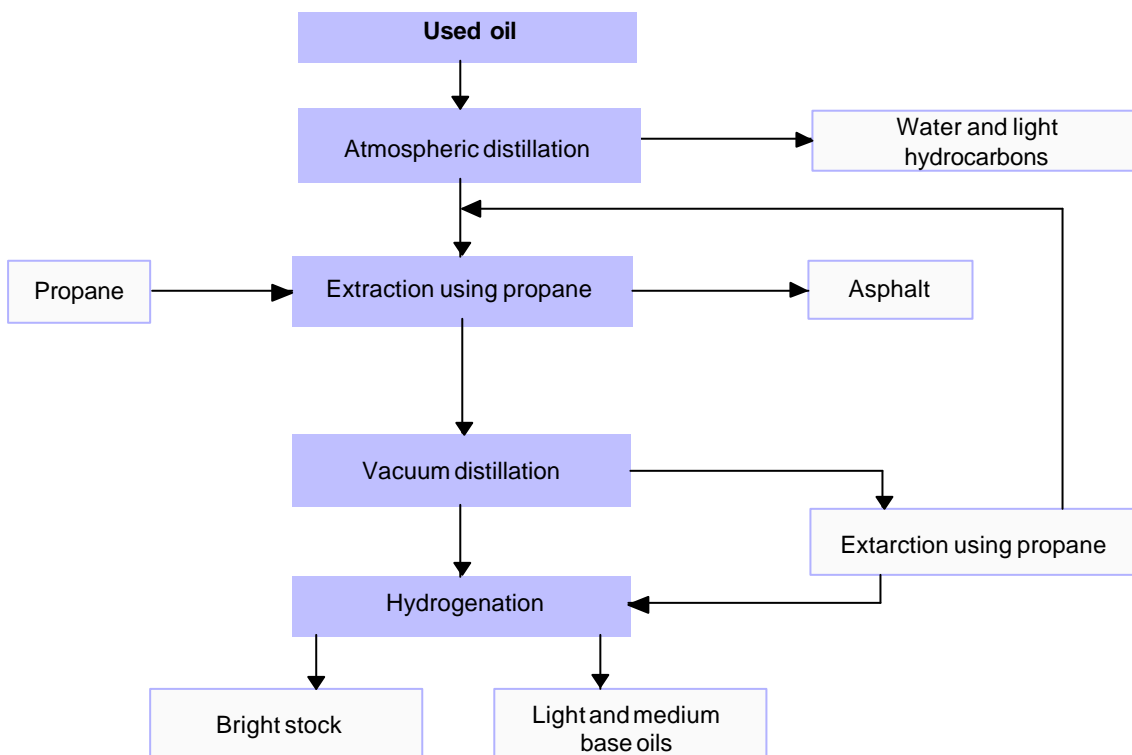 Used oil
Atmospheric distillation
Water and light
hydrocarbons
Propane
Extraction using propane
Asphalt
Vacuum distillation
Extarction using propane
Hydrogenation
Bright stock
Light and medium
base oils